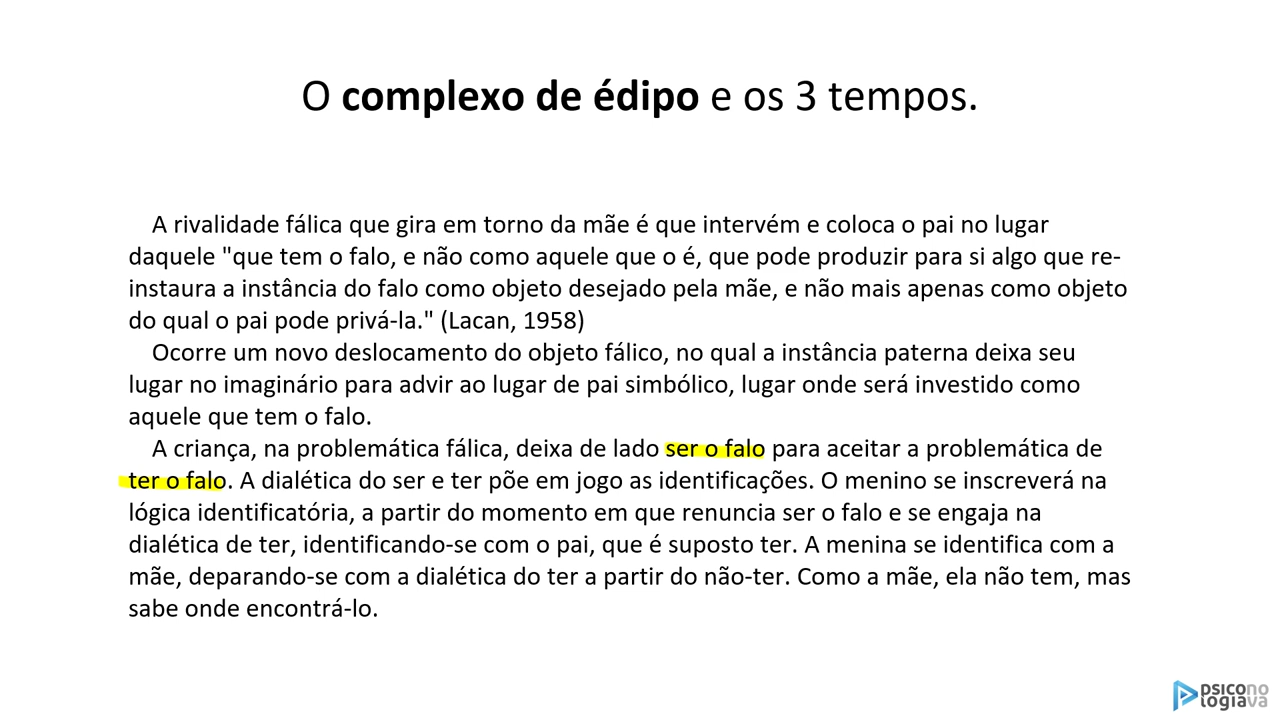 O complexo de édipo e os 3 tempos.
A rivalidade fálica que gira em torno da mãe é que intervém e coloca o pai no lugar
daquele "que tem o falo, e não como aquele que o é, que pode produzir para si algo que re-
instaura a instância do falo como objeto desejado pela mãe, e não mais apenas como objeto
do qual o pai pode privá-la." (Lacan, 1958)
Ocorre um novo deslocamento do objeto fálico, no qual a instância paterna deixa seu
lugar no imaginário para advir ao lugar de pai simbólico, lugar onde será investido como
aquele que tem o falo.
A criança, na problemática fálica, deixa de lado ser o falo para aceitar a problemática de
ter o falo. A dialética do ser e ter põe em jogo as identificações. O menino se inscreverá na
lógica identificatória, a partir do momento em que renuncia ser o falo e se engaja na
dialética de ter, identificando-se com o pai, que é suposto ter. A menina se identifica com a
mãe, deparando-se com a dialética do ter a partir do não-ter. Como a mãe, ela não tem, mas
sabe onde encontrá-lo.
psicono
logiava